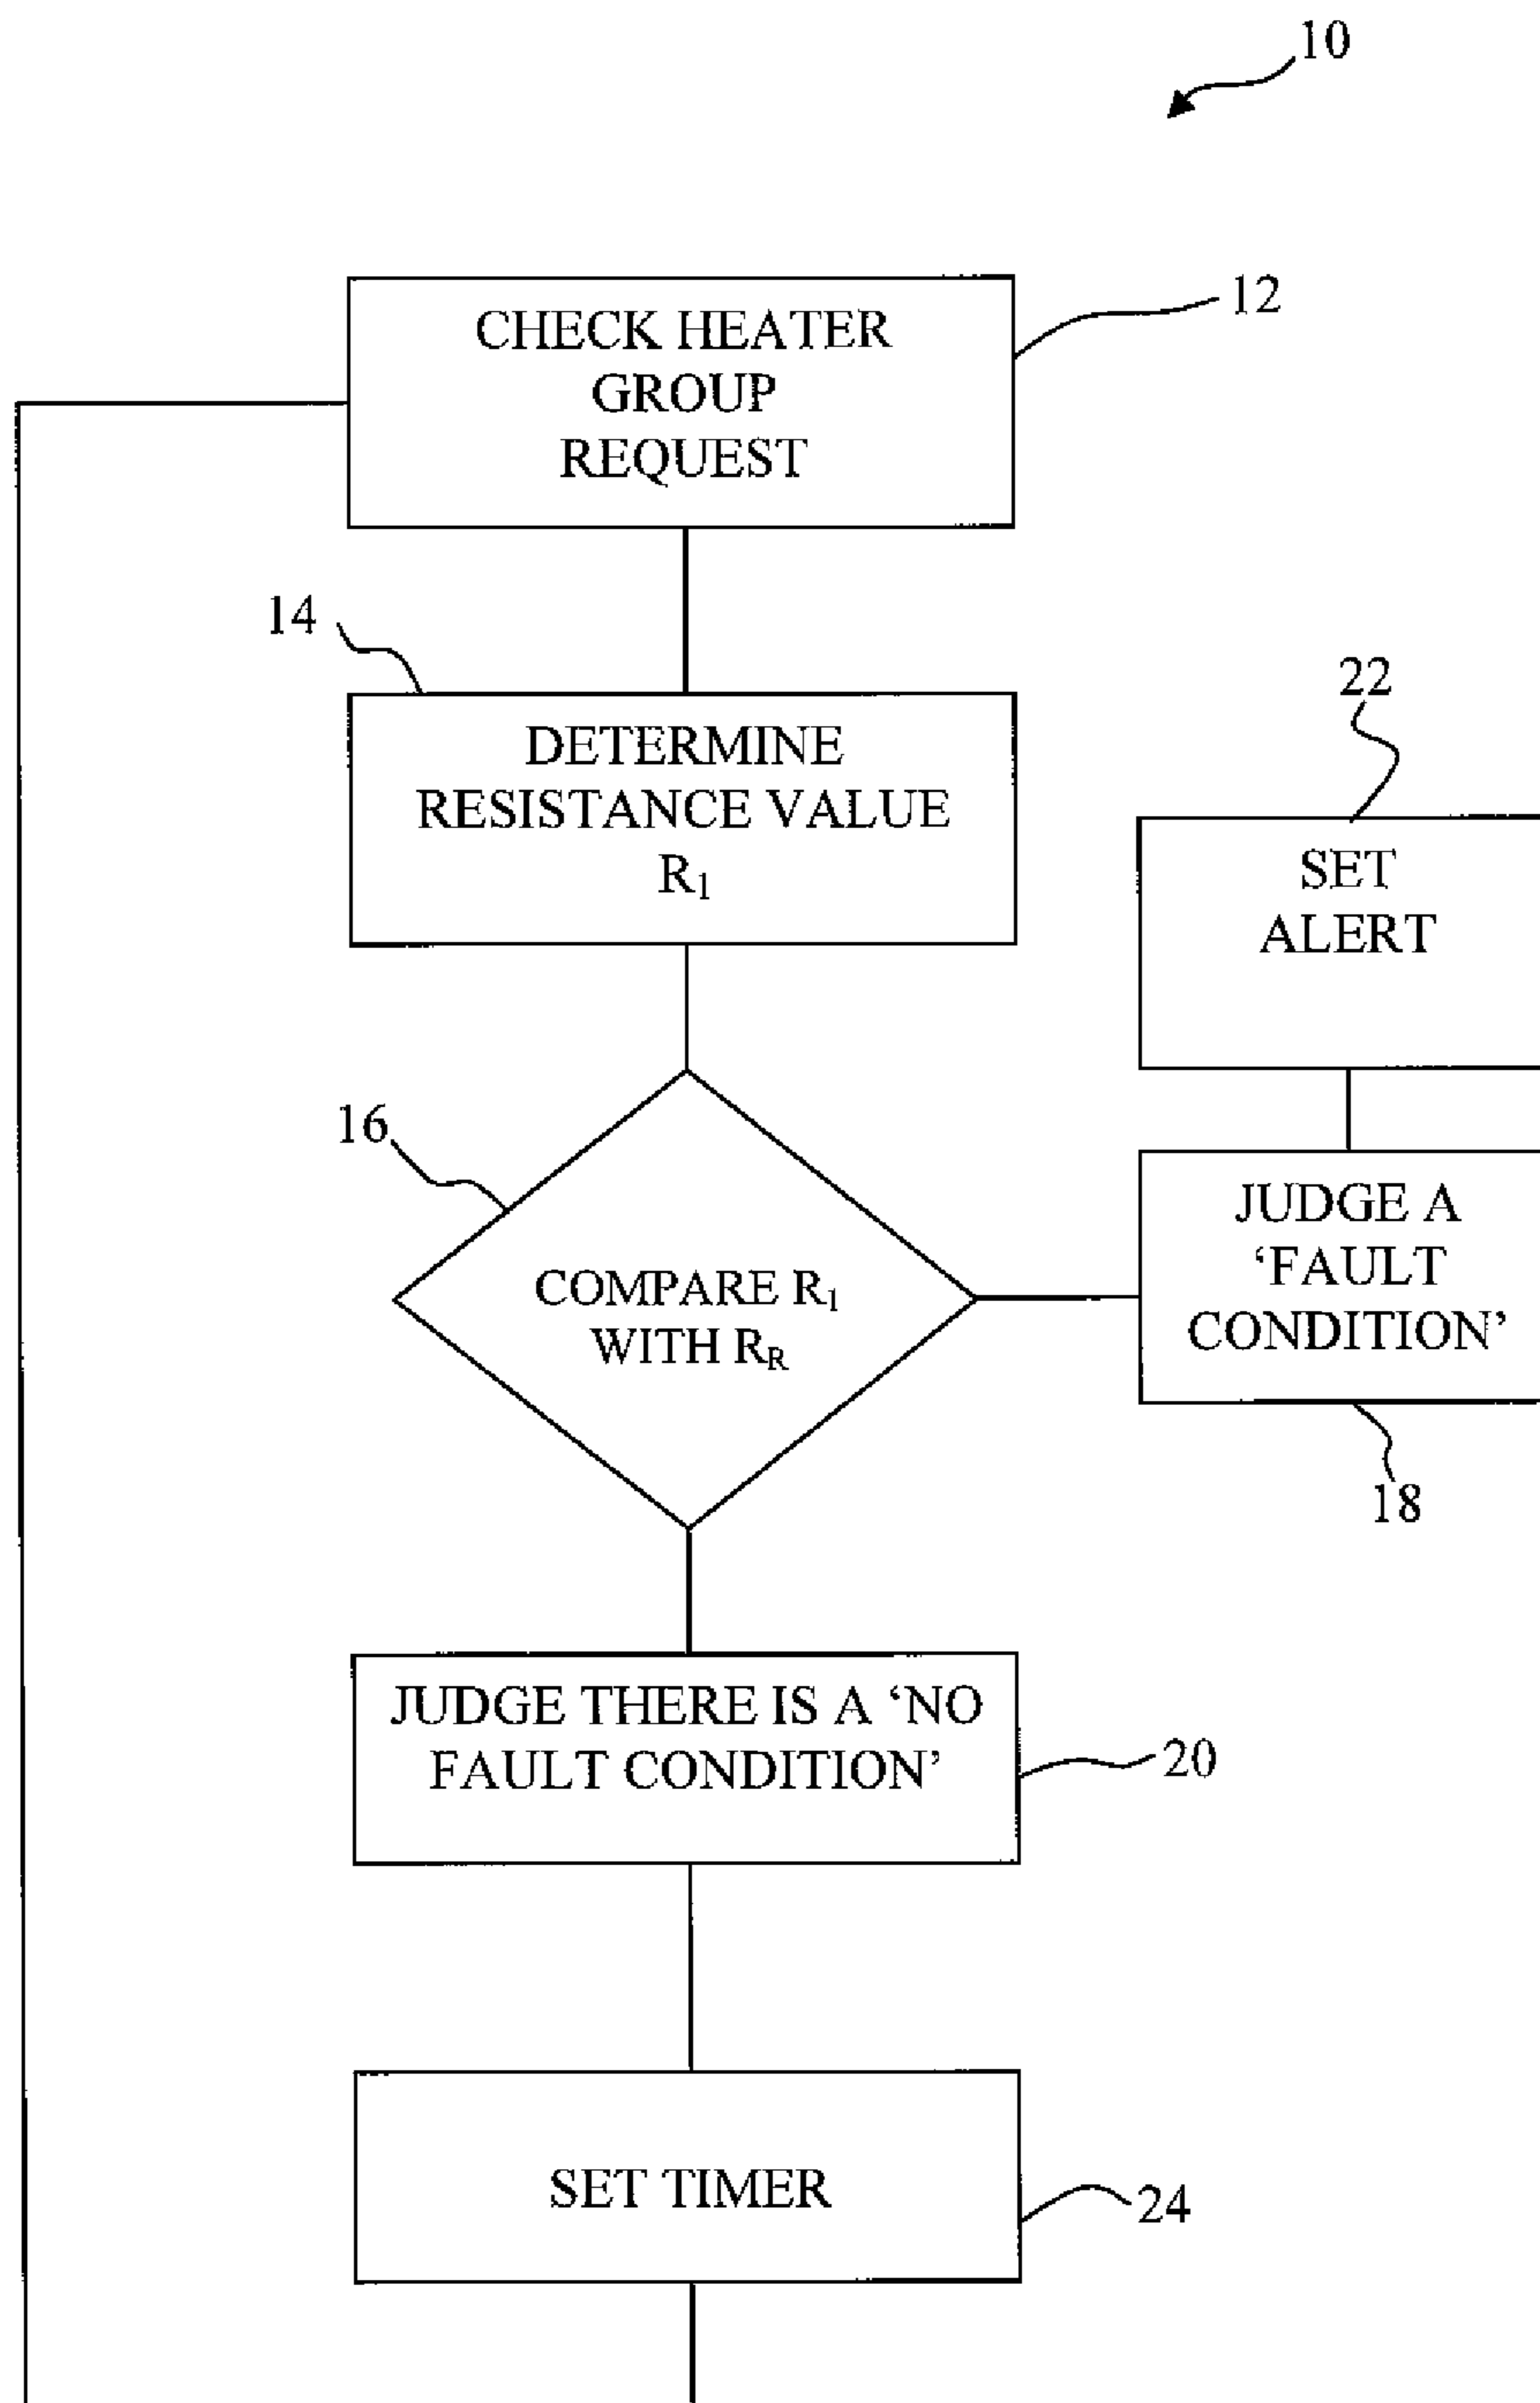 10
12
CHECK HEATER
GROUP
REQUEST
14
DETERMINE
RESISTANCE VALUE
R₁
22
SET
ALERT
16
COMPARE R₁
WITH R_R
JUDGE A
‘FAULT
CONDITION’
18
JUDGE THERE IS A ‘NO
FAULT CONDITION’
20
SET TIMER
24